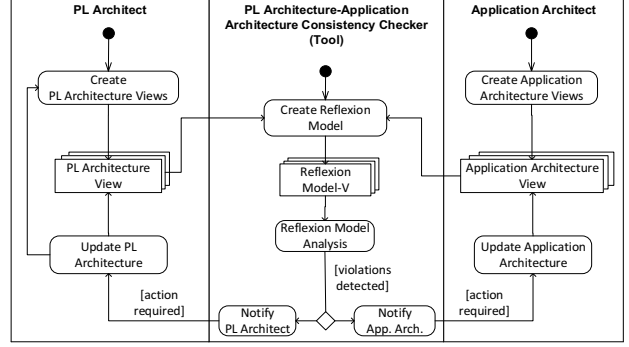 PL Architect
PL Architecture-Application
Architecture Consistency Checker
(Tool)
Application Architect
Create
PL Architecture Views
Create Application
Architecture Views
Create Reflexion
Model
PL Architecture
View
Reflexion
Model-V
Application Architecture
View
Reflexion Model
Analysis
Update PL
Architecture
Update Application
Architecture
[violations
detected]
[action
required]
Notify
PL Architect
Notify
App. Arch.
[action
required]